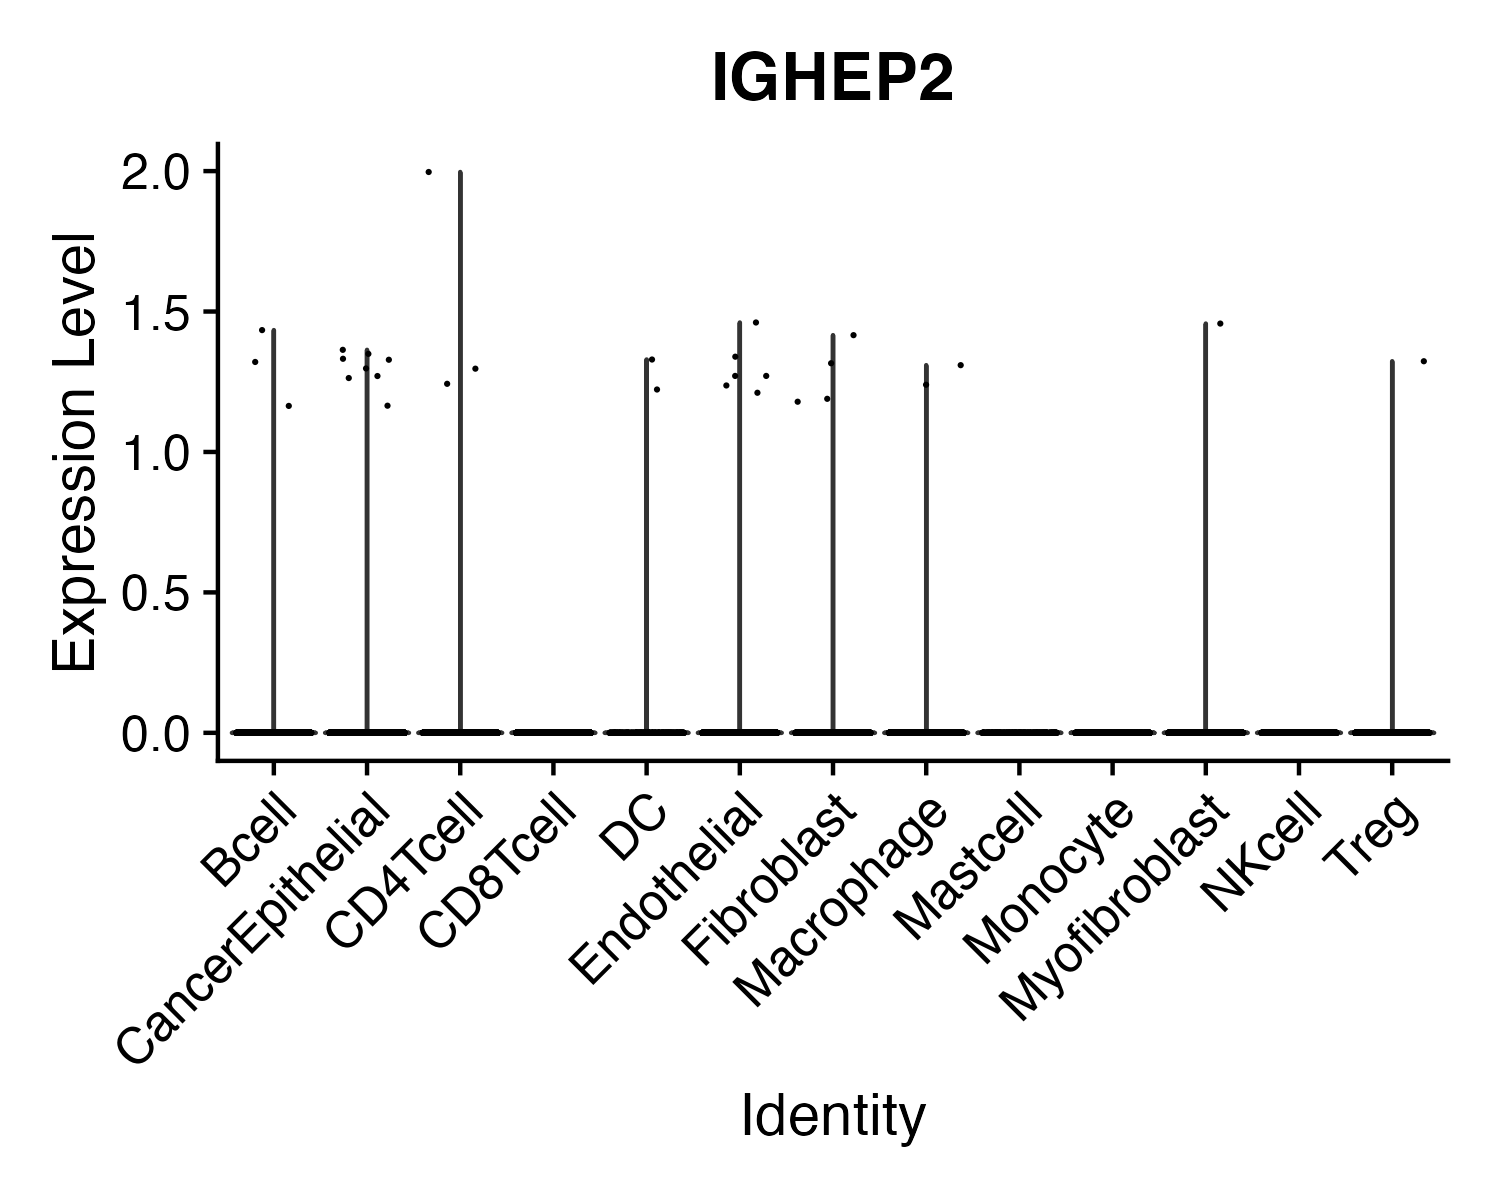 IGHEP2
Expression Level
2.0
1.5
1.0
0.5
0.0
Bcell
CancerEpithelial
CD4Tcell
CD8Tcell
DC
Endothelial
Fibroblast
Macrophage
Mastcell
Monocyte
Myofibroblast
NKcell
Treg
Identity